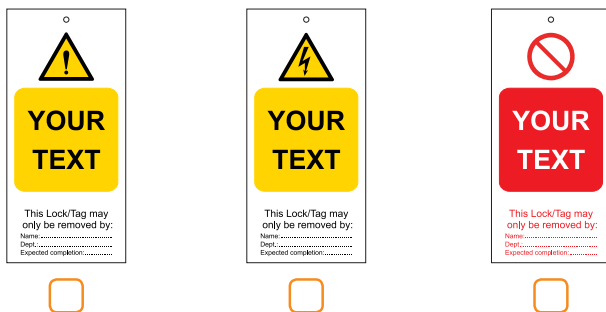 YOUR
TEXT
This Lock/Tag may
only be removed by:
Name:
Dept.:
Expected completion:
YOUR
TEXT
This Lock/Tag may
only be removed by:
Name:
Dept.:
Expected completion:
YOUR
TEXT
This Lock/Tag may
only be removed by:
Name:
Dept.
Expected completion: